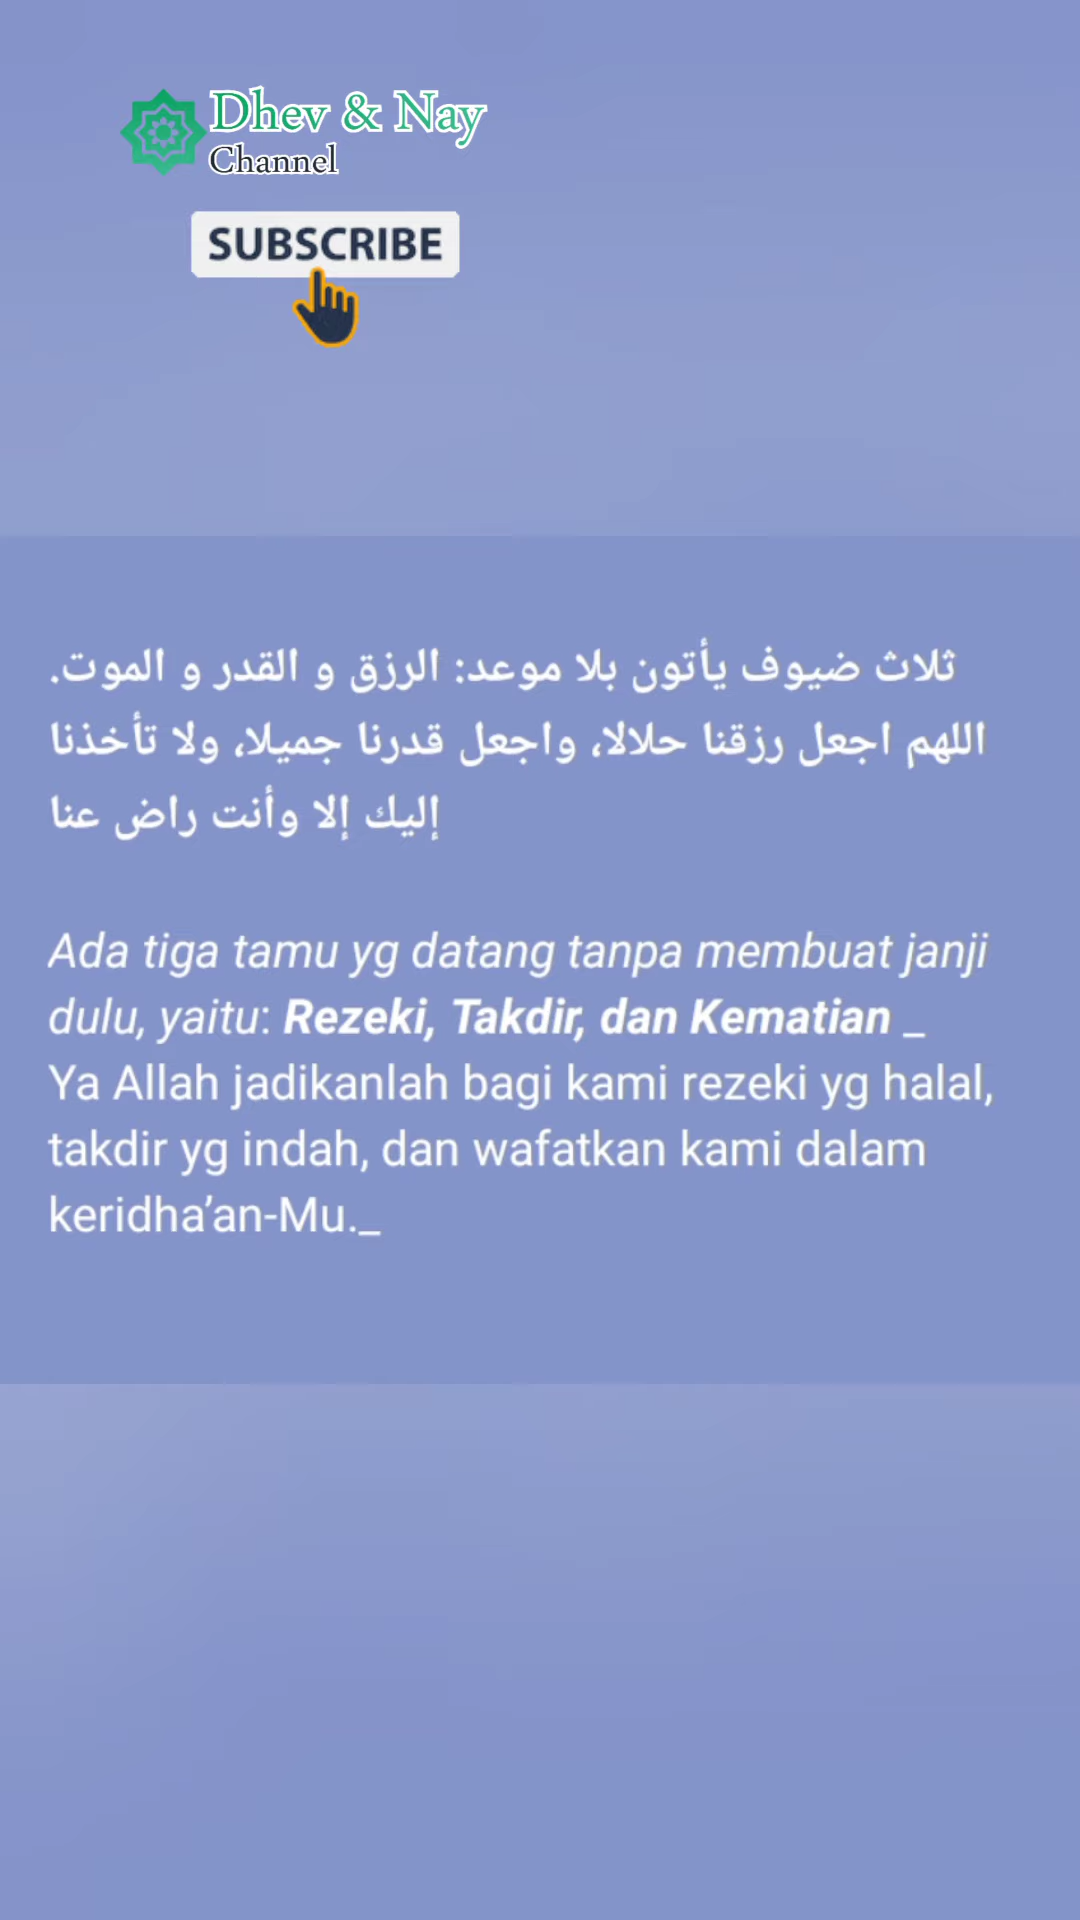 Dhev & Nay
Channel
SUBSCRIBE
ثلاث ضيوف يأتون بلا موعد: الرزق و القدر و الموت.
اللهم اجعل رزقنا حلالا، واجعل قدرنا جميلا، ولا تأخذنا
إليك إلا وأنت راض عنا
Ada tiga tamu yg datang tanpa membuat janji
dulu, yaitu: Rezeki, Takdir, dan Kematian _
Ya Allah jadikanlah bagi kami rezeki yg halal,
takdir yg indah, dan wafatkan kami dalam
keridha’an-Mu._